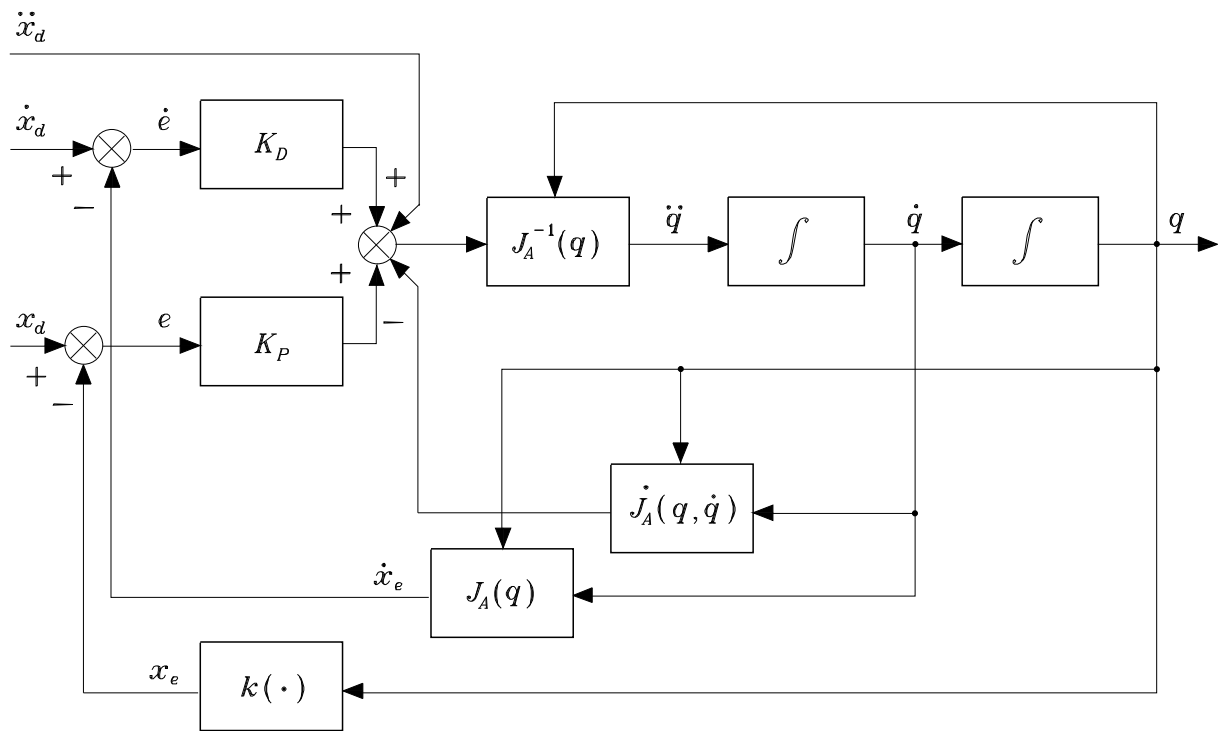 ẍ_d
ẋ_d
+
−
ė
K_D
+
+
+
−
J_A^{-1}(q)
q̈
∫
q̇
∫
q
x_d
+
−
e
K_P
J̇_A(q, q̇)
ẋ_e
J_A(q)
x_e
k(·)